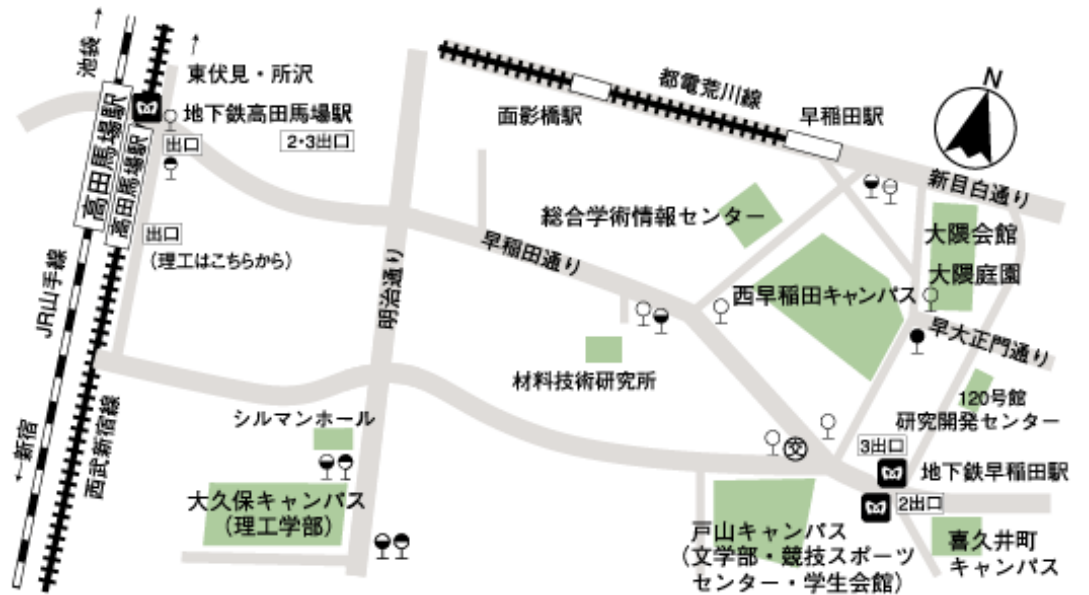 池袋→
東伏見・所沢
地下鉄高田馬場駅
出口
2・3出口
高田馬場駅
高田馬場駅
出口
(理工はこちらから)
JR山手線
西武新宿線
←新宿
明治通り
早稲田通り
都電荒川線
面影橋駅
早稲田駅
N
新目白通り
総合学術情報センター
大隈会館
大隈庭園
西早稲田キャンパス
早大正門通り
材料技術研究所
120号館
研究開発センター
シルマンホール
大久保キャンパス
(理工学部)
交
3出口
地下鉄早稲田駅
2出口
戸山キャンパス
(文学部・競技スポーツ
センター・学生会館)
喜久井町
キャンパス